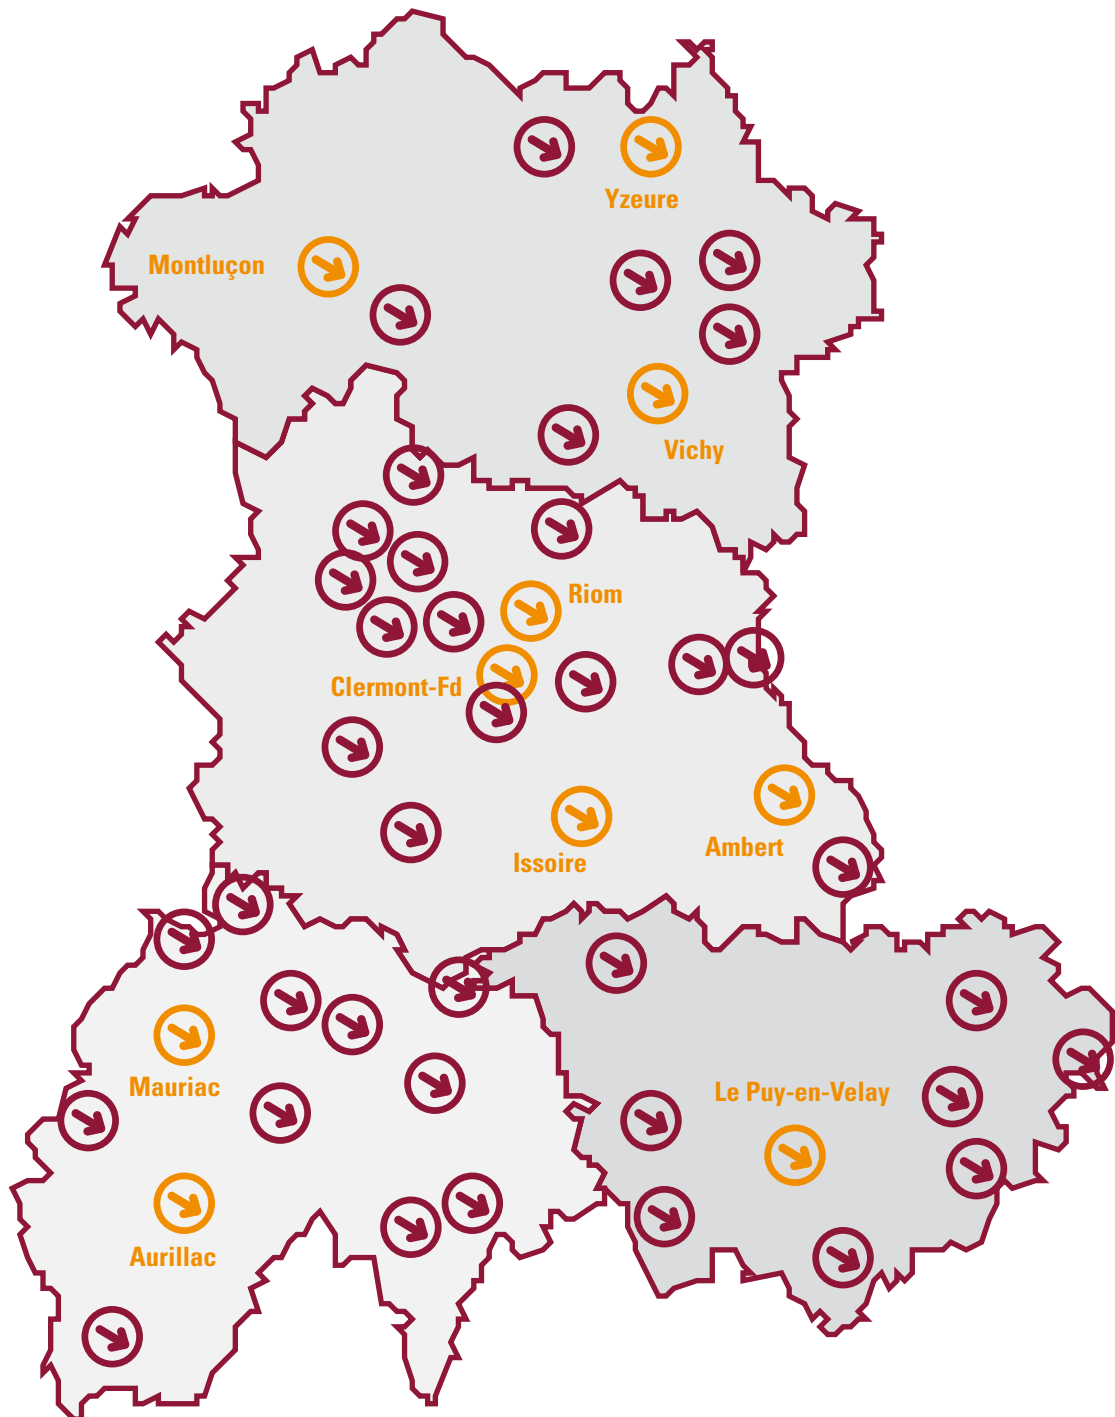 Yzeure
Montluçon
Vichy
Riom
Clermont-Fd
Issoire
Ambert
Mauriac
Le Puy-en-Velay
Aurillac